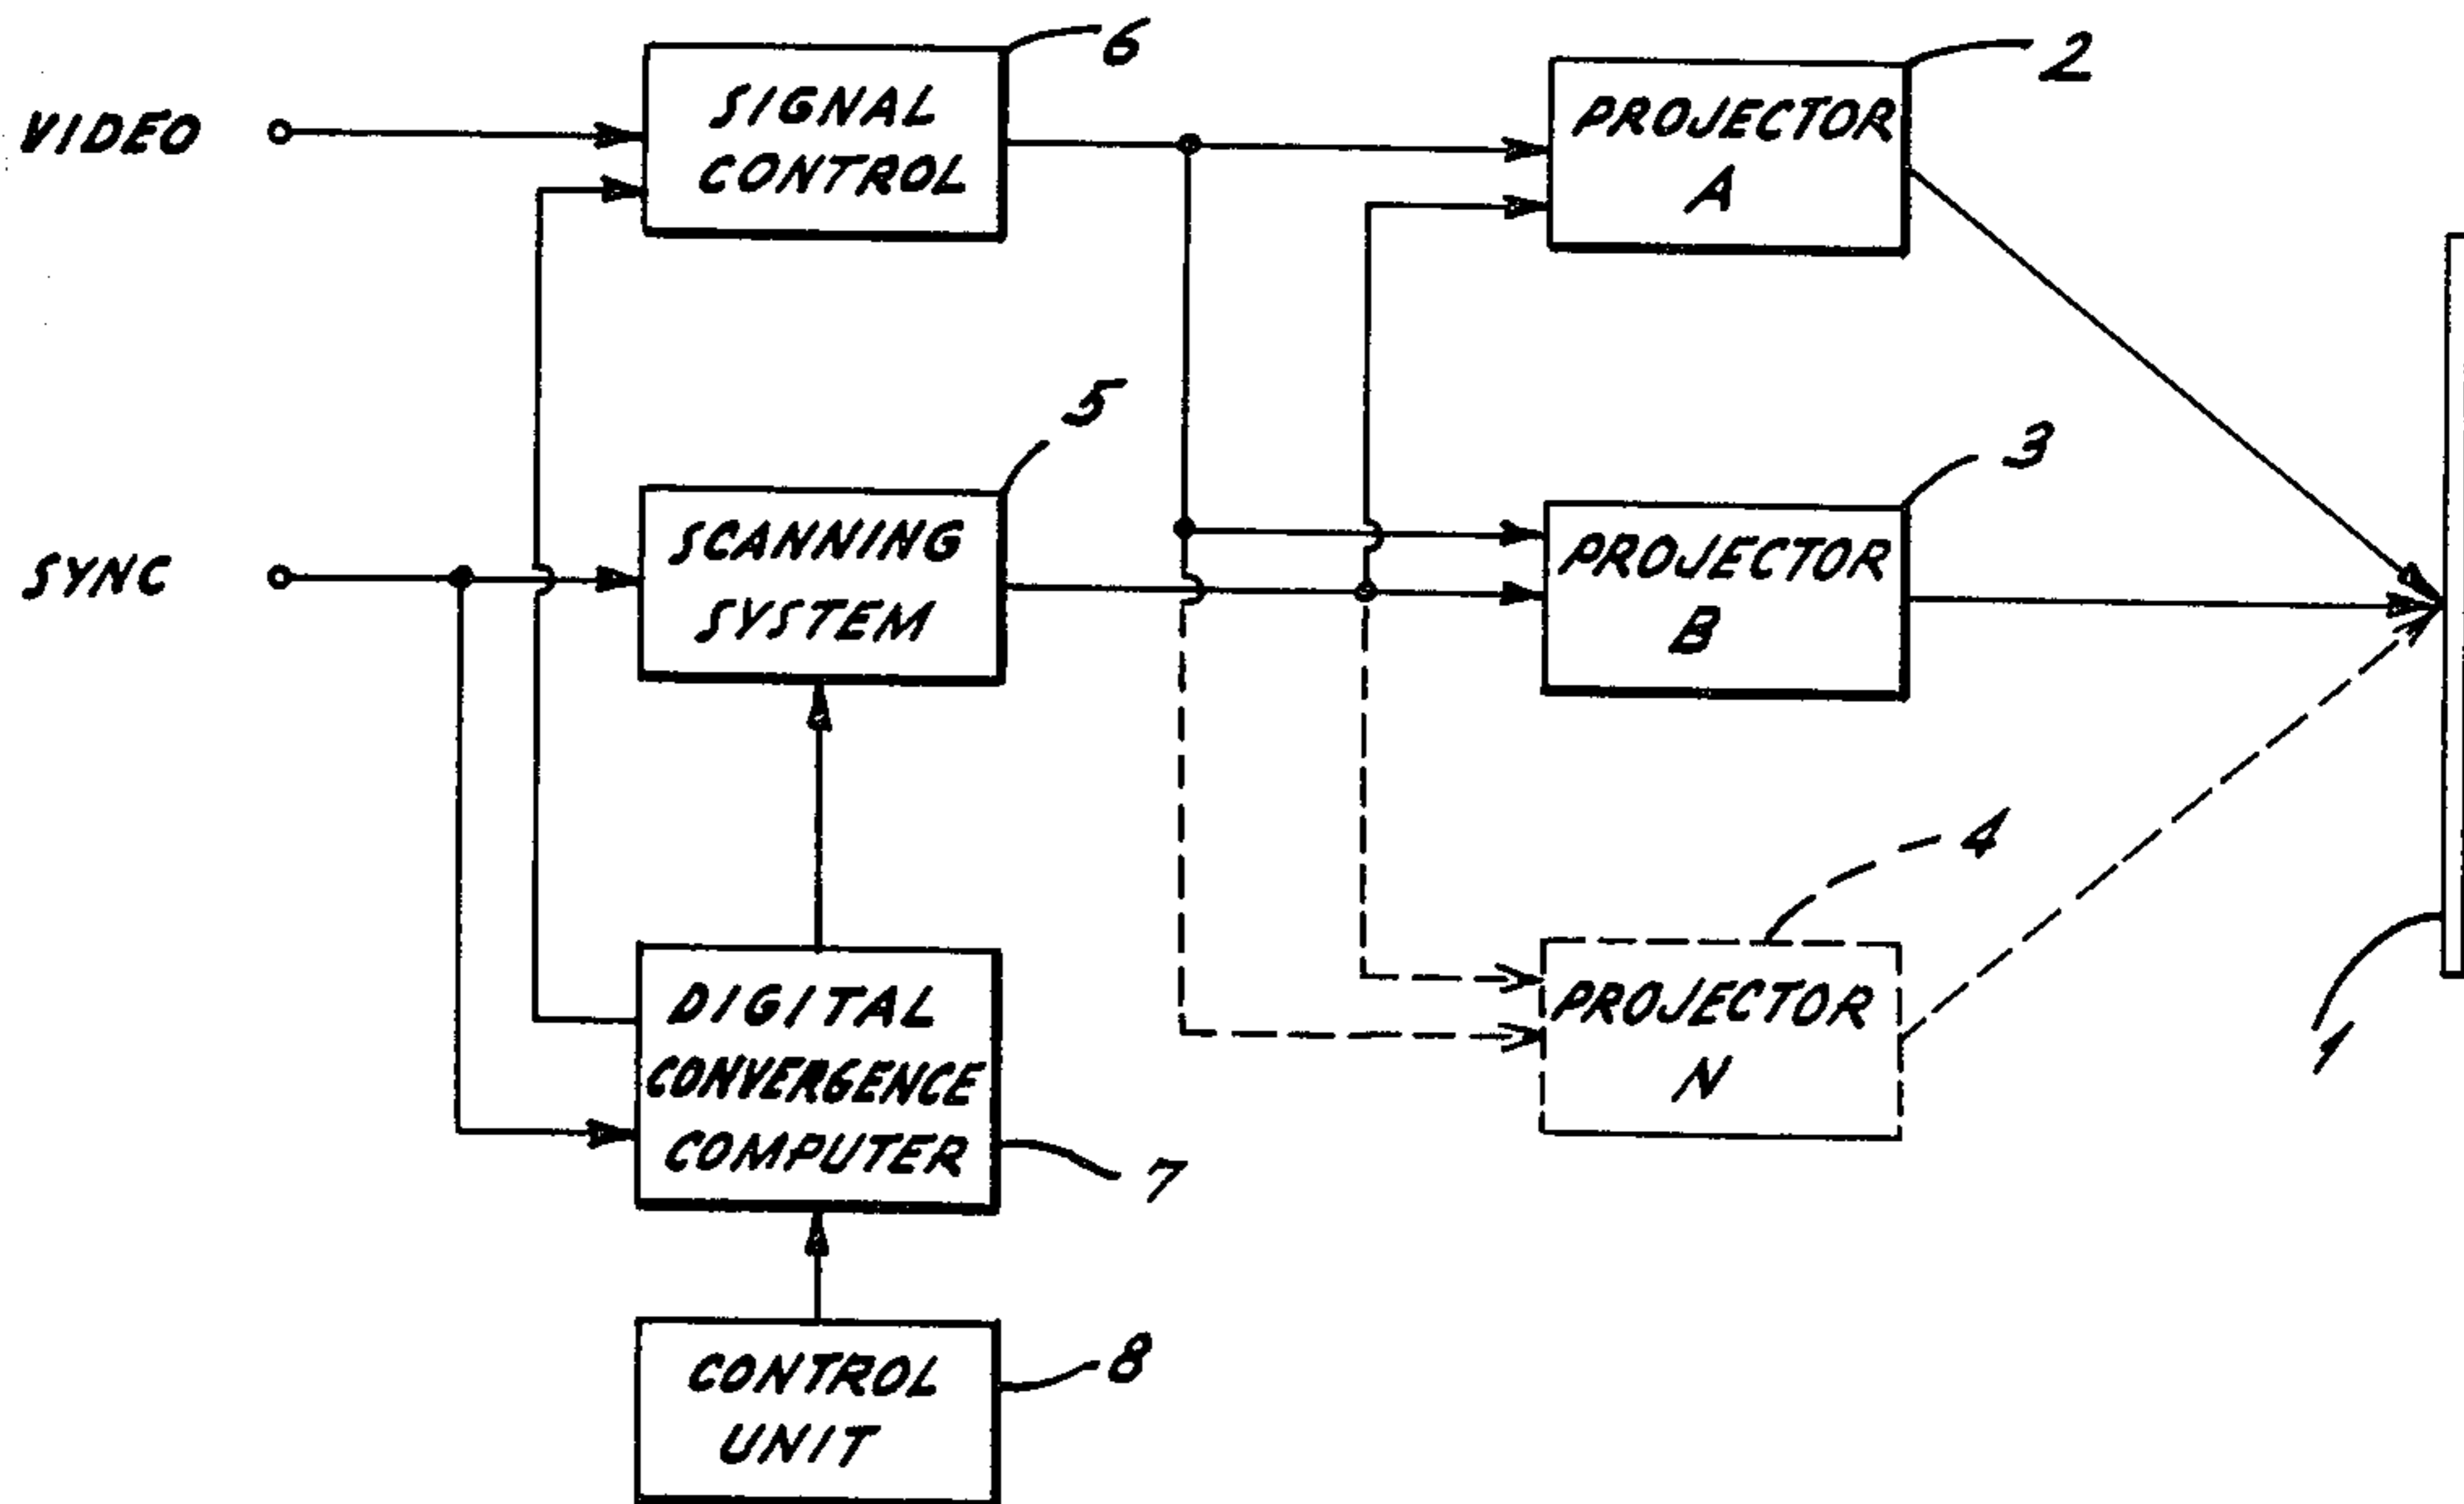 6
2
VIDEO
SIGNAL
CONTROL
PROJECTOR
A
5
3
SYNC
SCANNING
SYSTEM
PROJECTOR
B
4
DIGITAL
CONVERGENCE
COMPUTER
PROJECTOR
N
1
7
CONTROL
UNIT
8